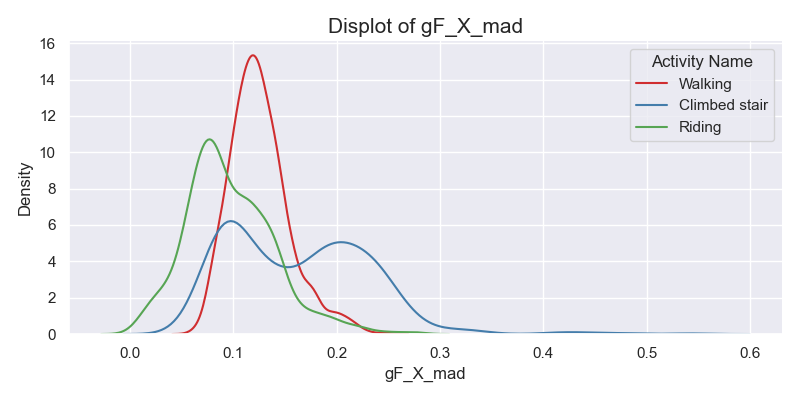 Displot of gF_X_mad
Activity Name
Walking
Climbed stair
Riding
Density
16
14
12
10
8
6
4
2
0
0.0 0.1 0.2 0.3 0.4 0.5 0.6
gF_X_mad